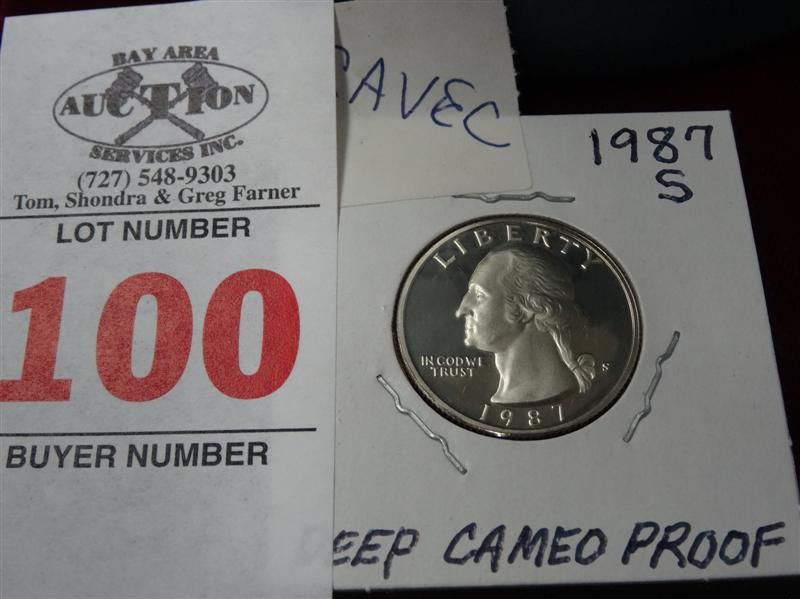 BAY AREA
AUCTION
SERVICES INC.
(727) 548-9303
Tom, Shondra & Greg Farner
LOT NUMBER
100
BUYER NUMBER
AVEC
1987
S
LIBERTY
IN GOD WE
TRUST
S
1987
DEEP CAMEO PROOF